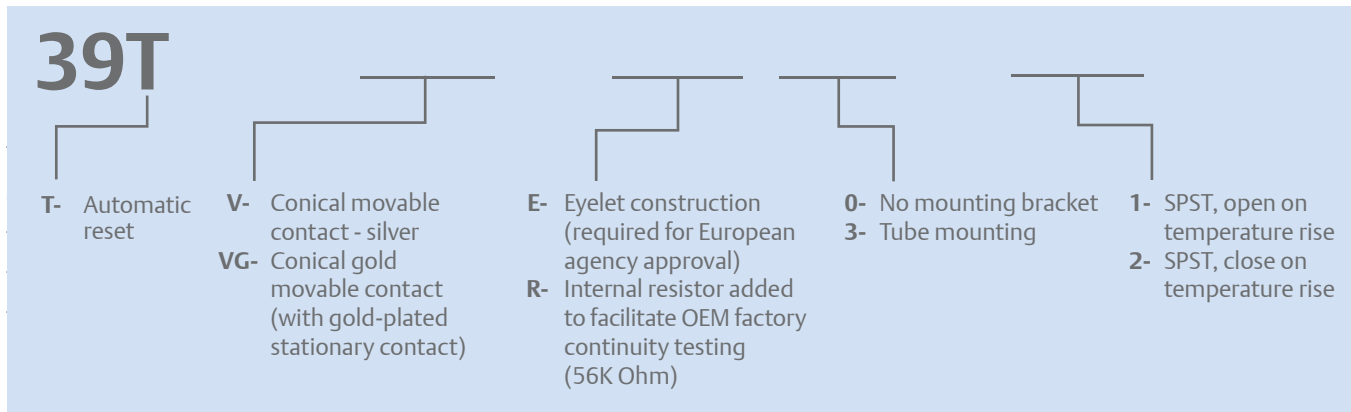 39T
T- Automatic
reset
V- Conical movable
contact - silver
VG- Conical gold
movable contact
(with gold-plated
stationary contact)
E- Eyelet construction
(required for European
agency approval)
R- Internal resistor added
to facilitate OEM factory
continuity testing
(56K Ohm)
0- No mounting bracket
3- Tube mounting
1- SPST, open on
temperature rise
2- SPST, close on
temperature rise